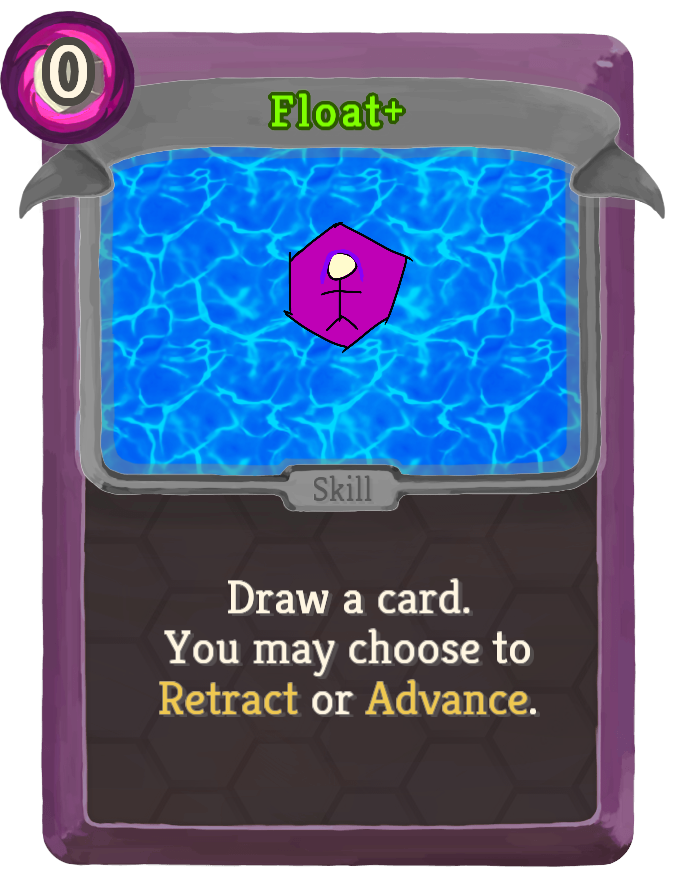 0
Float+
Skill
Draw a card.
You may choose to
Retract or Advance.